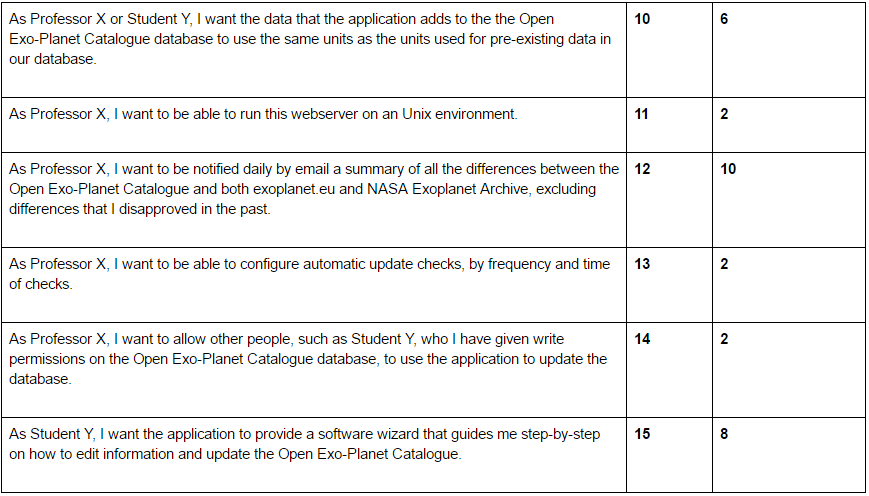 As Professor X or Student Y, I want the data that the application adds to the the Open 10 6
Exo-Planet Catalogue database to use the same units as the units used for pre-existing data in
our database.
As Professor X, I want to be able to run this webserver on an Unix environment. 11 2
As Professor X, I want to be notified daily by email a summary of all the differences between the 12 10
Open Exo-Planet Catalogue and both exoplanet.eu and NASA Exoplanet Archive, excluding
differences that I disapproved in the past.
As Professor X, I want to be able to configure automatic update checks, by frequency and time 13 2
of checks.
As Professor X, I want to allow other people, such as Student Y, who I have given write 14 2
permissions on the Open Exo-Planet Catalogue database, to use the application to update the
database.
As Student Y, I want the application to provide a software wizard that guides me step-by-step 15 8
on how to edit information and update the Open Exo-Planet Catalogue.